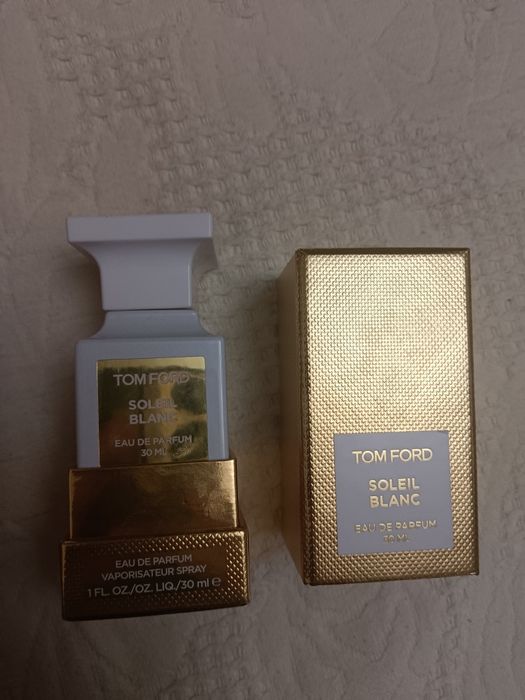 TOM FORD
SOLEIL
BLANC
EAU DE PARFUM
30 ML
EAU DE PARFUM
VAPORISATEUR SPRAY
1 FL. OZ./OZ. LIQ./30 ml e
TOM FORD
SOLEIL
BLANC
EAU DE PARFUM
30 ML